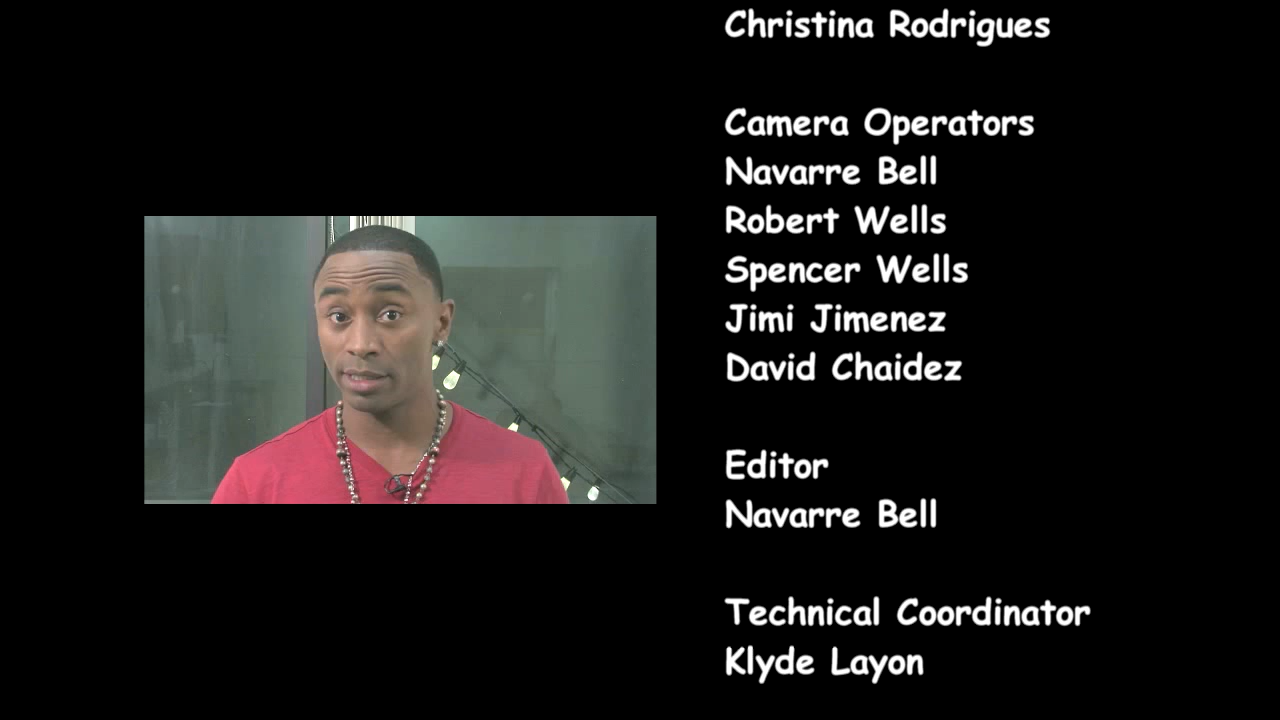 Christina Rodrigues
Camera Operators
Navarre Bell
Robert Wells
Spencer Wells
Jimi Jimenez
David Chaidez
Editor
Navarre Bell
Technical Coordinator
Klyde Layon